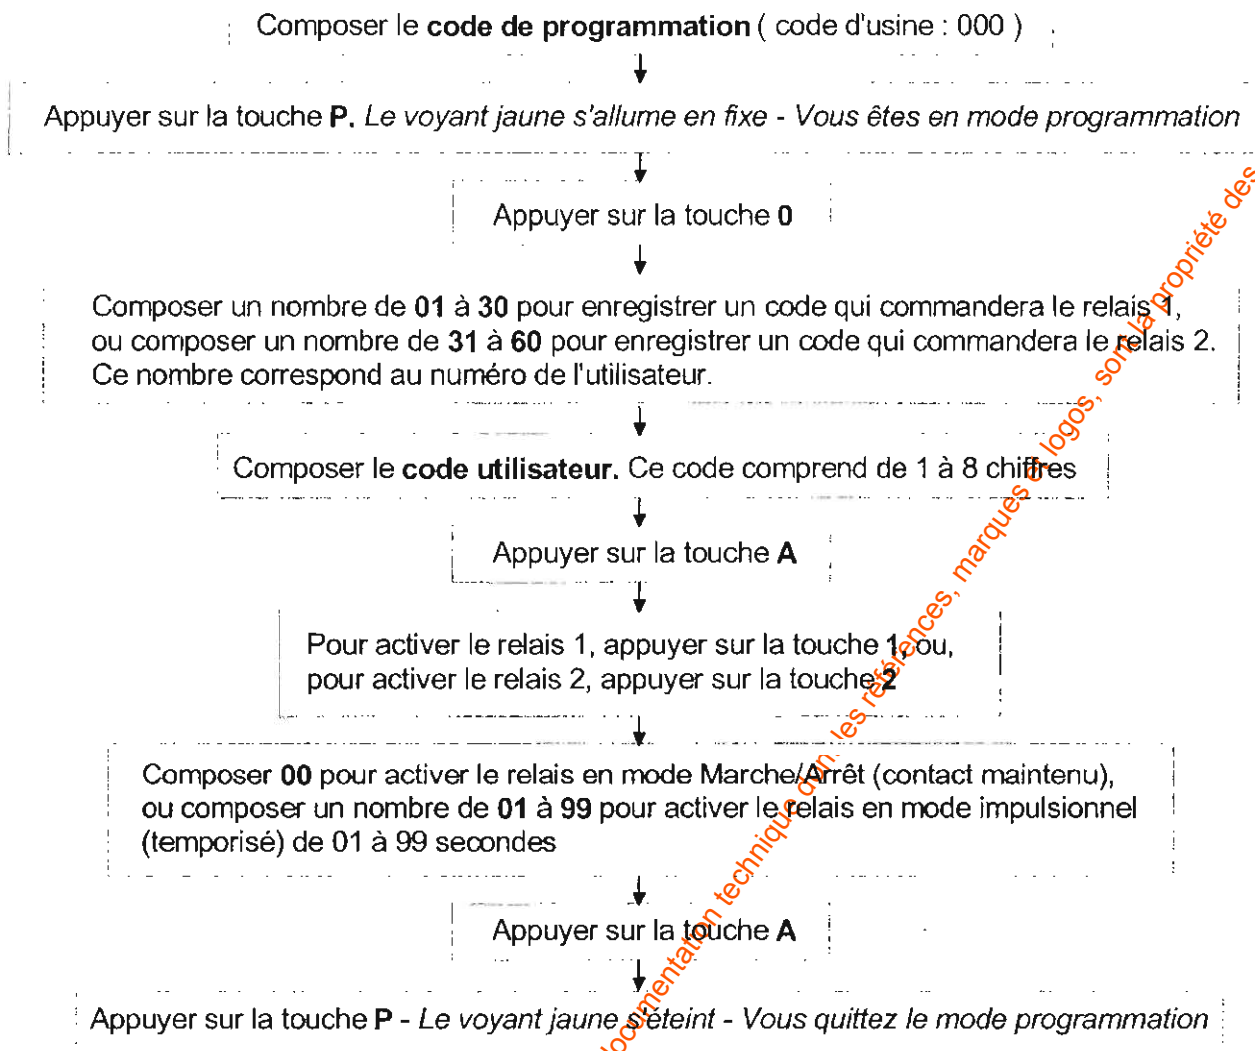 Composer le code de programmation ( code d'usine : 000 )
Appuyer sur la touche P. Le voyant jaune s'allume en fixe - Vous êtes en mode programmation
Appuyer sur la touche 0
Composer un nombre de 01 à 30 pour enregistrer un code qui commandera le relais 1,
ou composer un nombre de 31 à 60 pour enregistrer un code qui commandera le relais 2.
Ce nombre correspond au numéro de l'utilisateur.
Composer le code utilisateur. Ce code comprend de 1 à 8 chiffres
Appuyer sur la touche A
Pour activer le relais 1, appuyer sur la touche 1, ou,
pour activer le relais 2, appuyer sur la touche 2
Composer 00 pour activer le relais en mode Marche/Arrêt (contact maintenu),
ou composer un nombre de 01 à 99 pour activer le relais en mode impulsionnel
(temporisé) de 01 à 99 secondes
Appuyer sur la touche A
Appuyer sur la touche P - Le voyant jaune s'éteint - Vous quittez le mode programmation
documentation technique dont les références, marques et logos, sont la propriété des